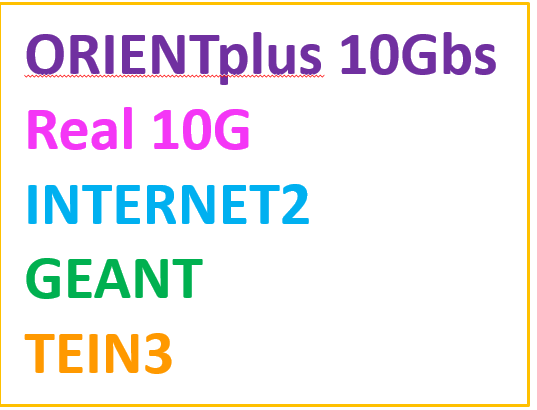 ORIENTplus 10Gbs
Real 10G
INTERNET2
GEANT
TEIN3